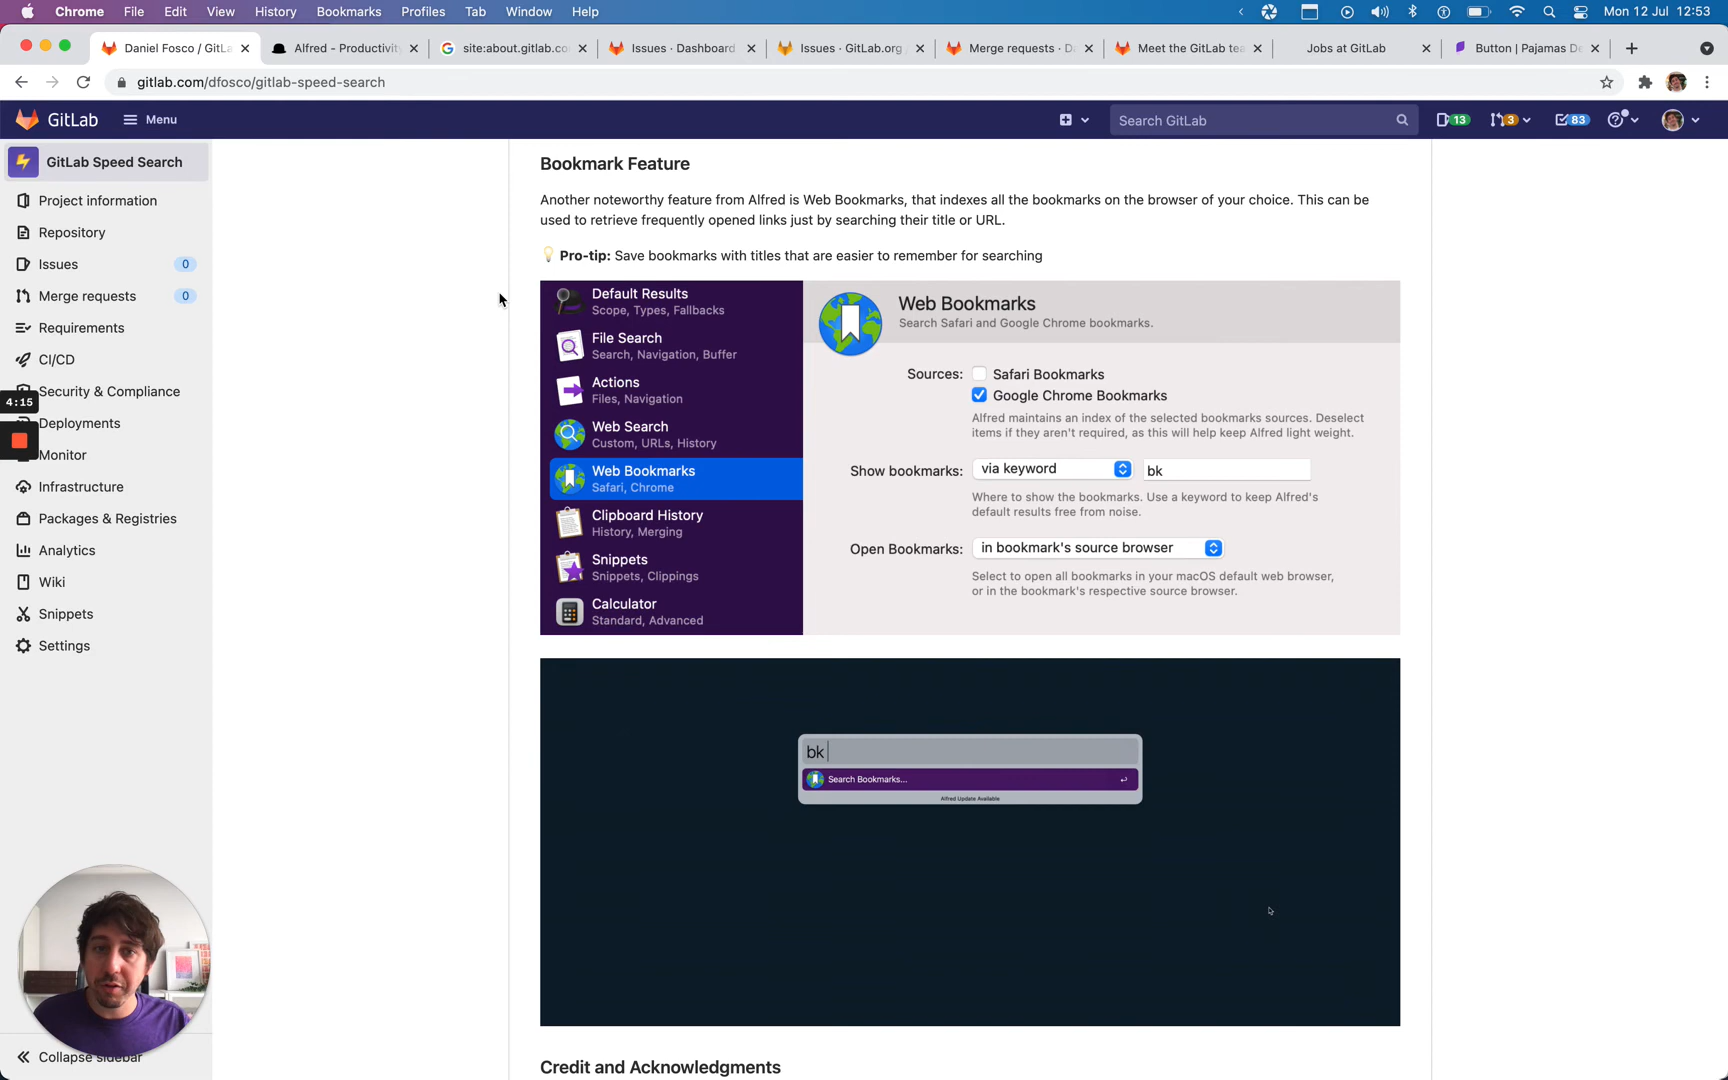 Chrome File Edit View History Bookmarks Profiles Tab Window Help Mon 12 Jul 12:53
Daniel Fosco / GitLa Alfred - Productivity site:about.gitlab.co Issues · Dashboard Issues · GitLab.org Merge requests · D Meet the GitLab tea Jobs at GitLab Button | Pajamas De
gitlab.com/dfosco/gitlab-speed-search
GitLab Menu Search GitLab 13 3 83
GitLab Speed Search
Project information
Repository
Issues 0
Merge requests 0
Requirements
CI/CD
Security & Compliance
4:15
Deployments
Monitor
Infrastructure
Packages & Registries
Analytics
Wiki
Snippets
Settings
Collapse sidebar
Bookmark Feature
Another noteworthy feature from Alfred is Web Bookmarks, that indexes all the bookmarks on the browser of your choice. This can be
used to retrieve frequently opened links just by searching their title or URL.
Pro-tip: Save bookmarks with titles that are easier to remember for searching
Default Results
Scope, Types, Fallbacks
File Search
Search, Navigation, Buffer
Actions
Files, Navigation
Web Search
Custom, URLs, History
Web Bookmarks
Safari, Chrome
Clipboard History
History, Merging
Snippets
Snippets, Clippings
Calculator
Standard, Advanced
Web Bookmarks
Search Safari and Google Chrome bookmarks.
Sources: Safari Bookmarks
Google Chrome Bookmarks
Alfred maintains an index of the selected bookmarks sources. Deselect
items if they aren't required, as this will help keep Alfred light weight.
Show bookmarks: via keyword bk
Where to show the bookmarks. Use a keyword to keep Alfred's
default results free from noise.
Open Bookmarks: in bookmark's source browser
Select to open all bookmarks in your macOS default web browser,
or in the bookmark's respective source browser.
bk
Search Bookmarks...
Alfred Update Available
Credit and Acknowledgments